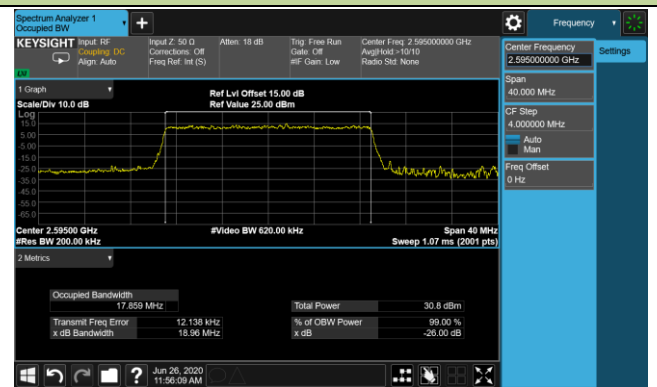 Spectrum Analyzer 1
Occupied BW
Frequency
KEYSIGHT
Input: RF
Coupling: DC
Align: Auto
Input Z: 50 Ω
Corrections: Off
Freq Ref: Int (S)
Atten: 18 dB
Trig: Free Run
Gate: Off
#IF Gain: Low
Center Freq: 2.595000000 GHz
Avg|Hold:>10/10
Radio Std: None
Center Frequency
2.595000000 GHz
Settings
Span
40.000 MHz
CF Step
4.000000 MHz
Auto
Man
Freq Offset
0 Hz
1 Graph
Scale/Div 10.0 dB
Ref Lvl Offset 15.00 dB
Ref Value 25.00 dBm
Log
15.0
5.00
-5.00
-15.0
-25.0
-35.0
-45.0
-55.0
-65.0
Center 2.59500 GHz
#Res BW 200.00 kHz
#Video BW 620.00 kHz
Span 40 MHz
Sweep 1.07 ms (2001 pts)
2 Metrics
Occupied Bandwidth
17.859 MHz
Total Power 30.8 dBm
Transmit Freq Error 12.138 kHz
% of OBW Power 99.00 %
x dB Bandwidth 18.96 MHz
x dB -26.00 dB
?
Jun 26, 2020
11:56:09 AM